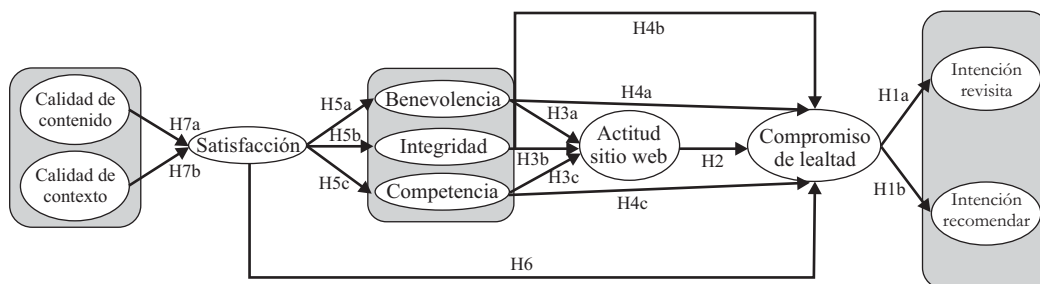 Calidad de
contenido
Calidad de
contexto
H7a
H7b
Satisfacción
H5a
H5b
H5c
Benevolencia
Integridad
Competencia
H3a
H3b
H3c
H4b
H4a
H4c
Actitud
sitio web
H2
H6
Compromiso
de lealtad
H1a
H1b
Intención
revisita
Intención
recomendar